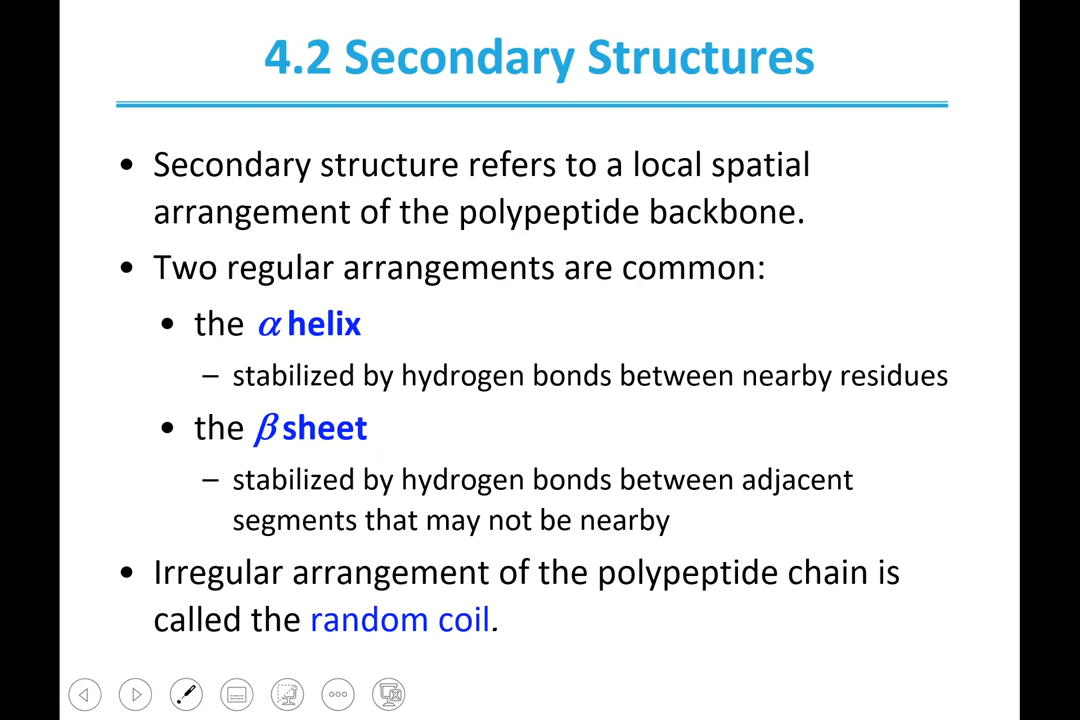 4.2 Secondary Structures
• Secondary structure refers to a local spatial
arrangement of the polypeptide backbone.
• Two regular arrangements are common:
• the α helix
– stabilized by hydrogen bonds between nearby residues
• the β sheet
– stabilized by hydrogen bonds between adjacent
segments that may not be nearby
• Irregular arrangement of the polypeptide chain is
called the random coil.